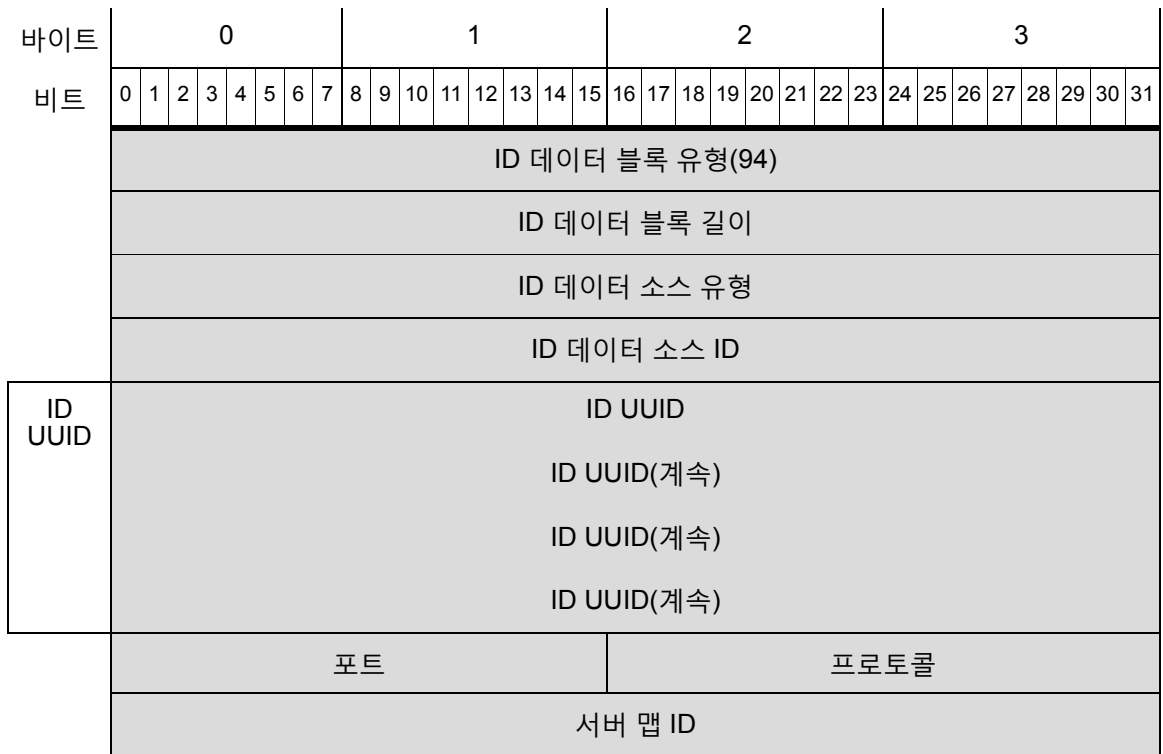 바이트 0 1 2 3
비트 0 1 2 3 4 5 6 7 8 9 10 11 12 13 14 15 16 17 18 19 20 21 22 23 24 25 26 27 28 29 30 31
ID 데이터 블록 유형(94)
ID 데이터 블록 길이
ID 데이터 소스 유형
ID 데이터 소스 ID
ID
UUID
ID UUID
ID UUID(계속)
ID UUID(계속)
ID UUID(계속)
포트 프로토콜
서버 맵 ID